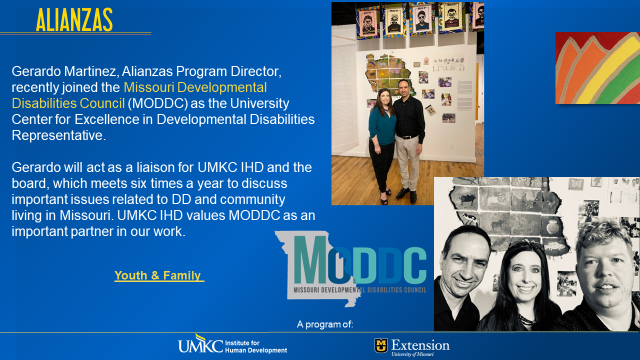 ALIANZAS
Gerardo Martinez, Alianzas Program Director,
recently joined the Missouri Developmental
Disabilities Council (MODDC) as the University
Center for Excellence in Developmental Disabilities
Representative.
Gerardo will act as a liaison for UMKC IHD and the
board, which meets six times a year to discuss
important issues related to DD and community
living in Missouri. UMKC IHD values MODDC as an
important partner in our work.
Youth & Family
MODDC
MISSOURI DEVELOPMENTAL DISABILITIES COUNCIL
A program of:
UMKC Institute for
Human Development
MU Extension
University of Missouri